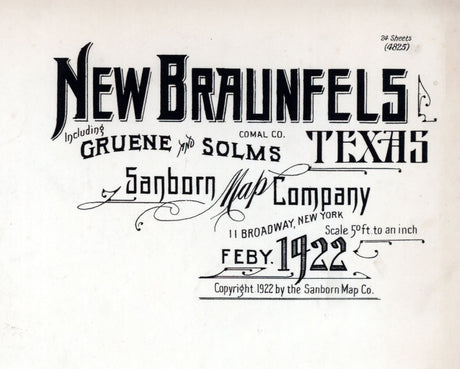 24 Sheets
(4825)
NEW BRAUNFELS
Including
COMAL CO.
GRUENE AND SOLMS
TEXAS
Sanborn Map Company
11 BROADWAY, NEW YORK
Scale 50 ft. to an inch
FEBY. 1922
Copyright 1922 by the Sanborn Map Co.